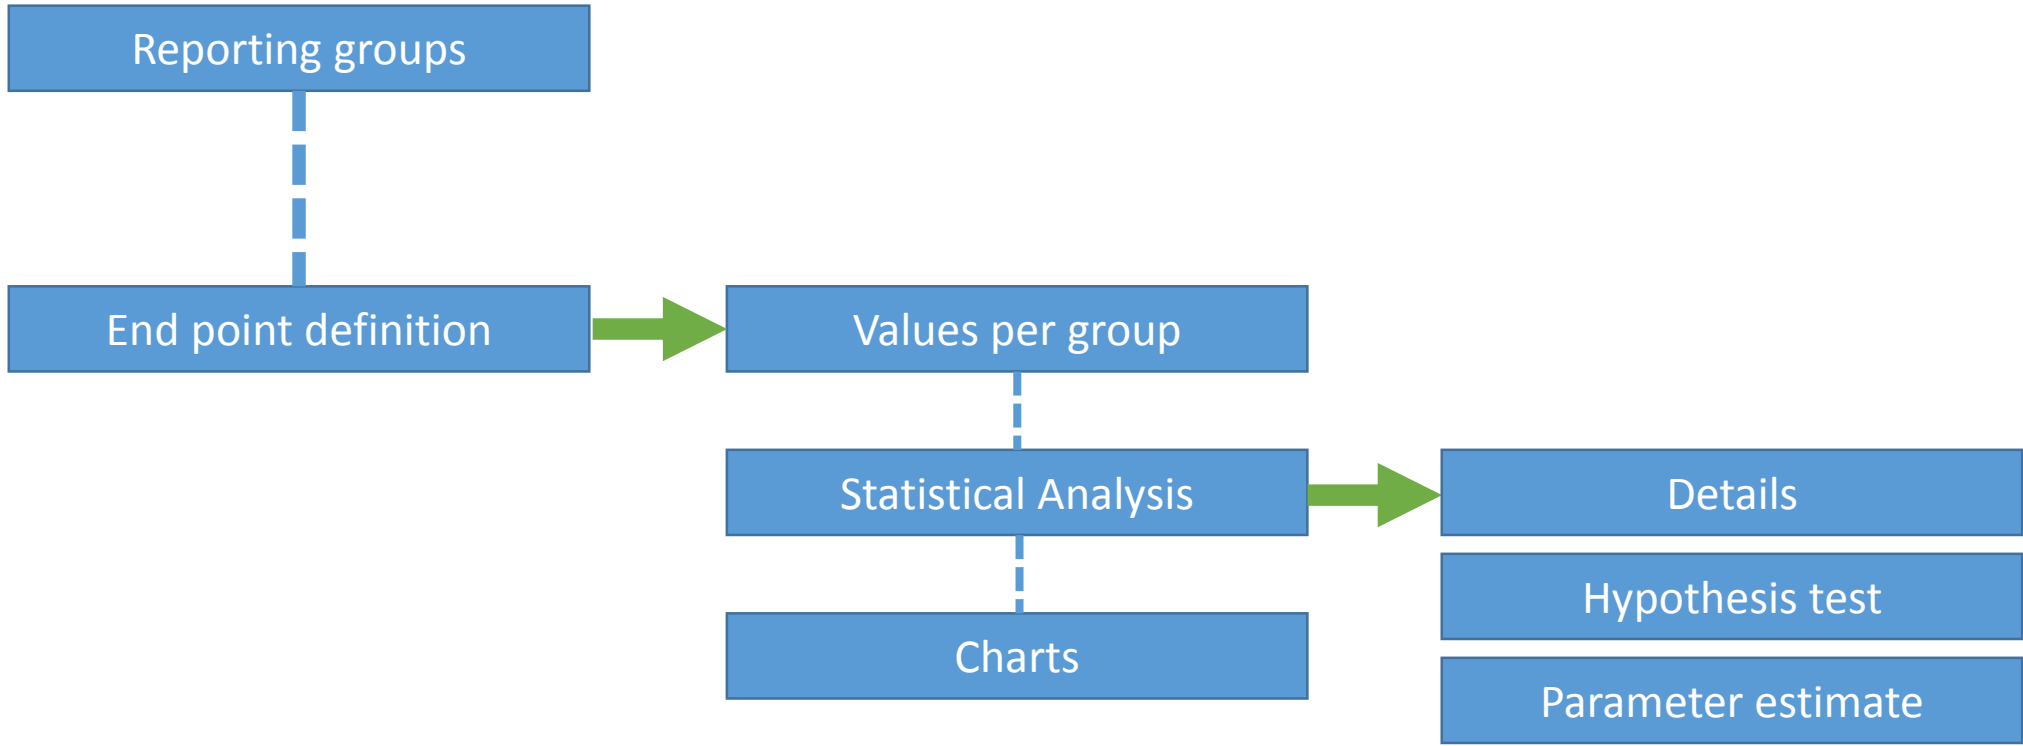 Reporting groups
End point definition
Values per group
Statistical Analysis
Details
Hypothesis test
Charts
Parameter estimate